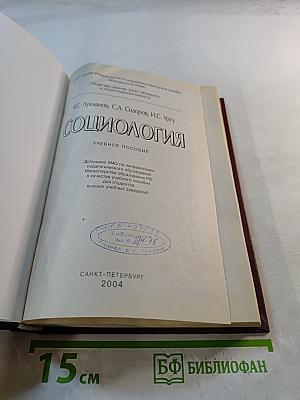 В.Г. Лукьянов, С.А. Сидоров, И.С. Урсу
СОЦИОЛОГИЯ
УЧЕБНОЕ ПОСОБИЕ
Допущено УМО по направлениям
педагогического образования
Министерства образования РФ
в качестве учебного пособия
для студентов
высших учебных заведений
САНКТ-ПЕТЕРБУРГ
2004
15 см
БФ БИБЛИОФАН